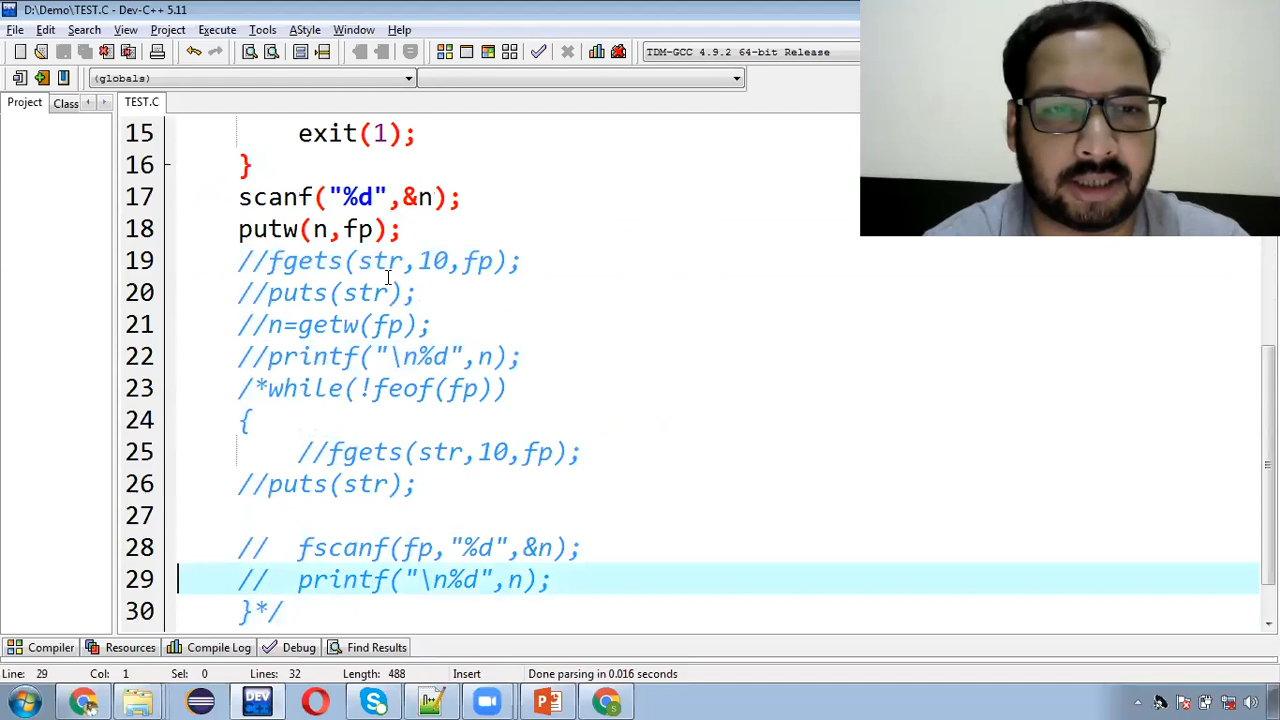 D:\Demo\TEST.C - Dev-C++ 5.11
File Edit Search View Project Execute Tools AStyle Window Help
TDM-GCC 4.9.2 64-bit Release
(globals)
Project Class TEST.C
15 exit(1);
16 }
17 scanf("%d",&n);
18 putw(n,fp);
19 //fgets(str,10,fp);
20 //puts(str);
21 //n=getw(fp);
22 //printf("\n%d",n);
23 /*while(!feof(fp))
24 {
25 //fgets(str,10,fp);
26 //puts(str);
27
28 // fscanf(fp,"%d",&n);
29 // printf("\n%d",n);
30 }*/
Compiler Resources Compile Log Debug Find Results
Line: 29 Col: 1 Sel: 0 Lines: 32 Length: 488 Insert Done parsing in 0.016 seconds
DEV